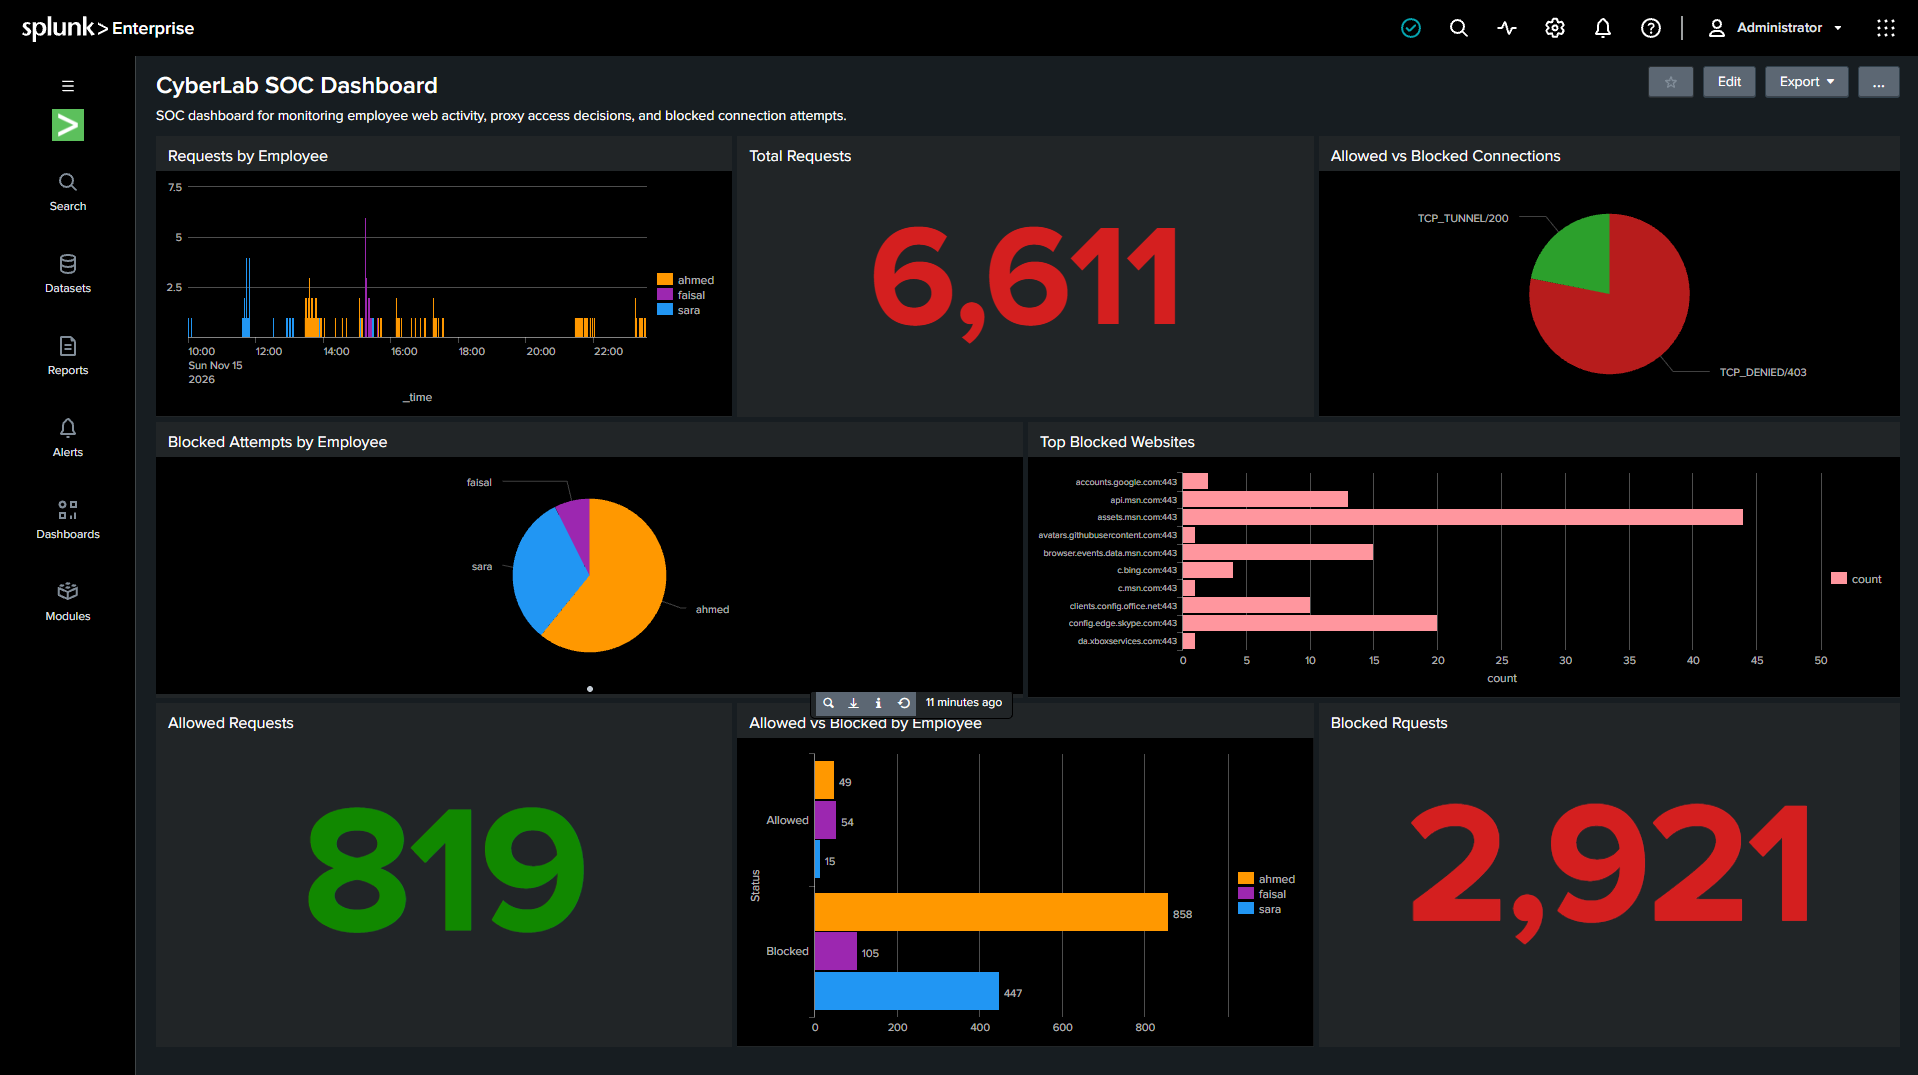 splunk> Enterprise
Administrator
Search
Datasets
Reports
Alerts
Dashboards
Modules
CyberLab SOC Dashboard
SOC dashboard for monitoring employee web activity, proxy access decisions, and blocked connection attempts.
Edit
Export
...
Requests by Employee
7.5
5
2.5
10:00 12:00 14:00 16:00 18:00 20:00 22:00
Sun Nov 15
2026
_time
ahmed
faisal
sara
Total Requests
6,611
Allowed vs Blocked Connections
TCP_TUNNEL/200
TCP_DENIED/403
Blocked Attempts by Employee
faisal
sara
ahmed
Top Blocked Websites
accounts.google.com:443
api.msn.com:443
assets.msn.com:443
avatars.githubusercontent.com:443
browser.events.data.msn.com:443
c.bing.com:443
c.msn.com:443
clients.config.office.net:443
config.edge.skype.com:443
da.xboxservices.com:443
0 5 10 15 20 25 30 35 40 45 50
count
count
11 minutes ago
Allowed Requests
819
Allowed vs Blocked by Employee
Status
Allowed
49
54
15
Blocked
858
105
447
0 200 400 600 800
ahmed
faisal
sara
Blocked Rquests
2,921